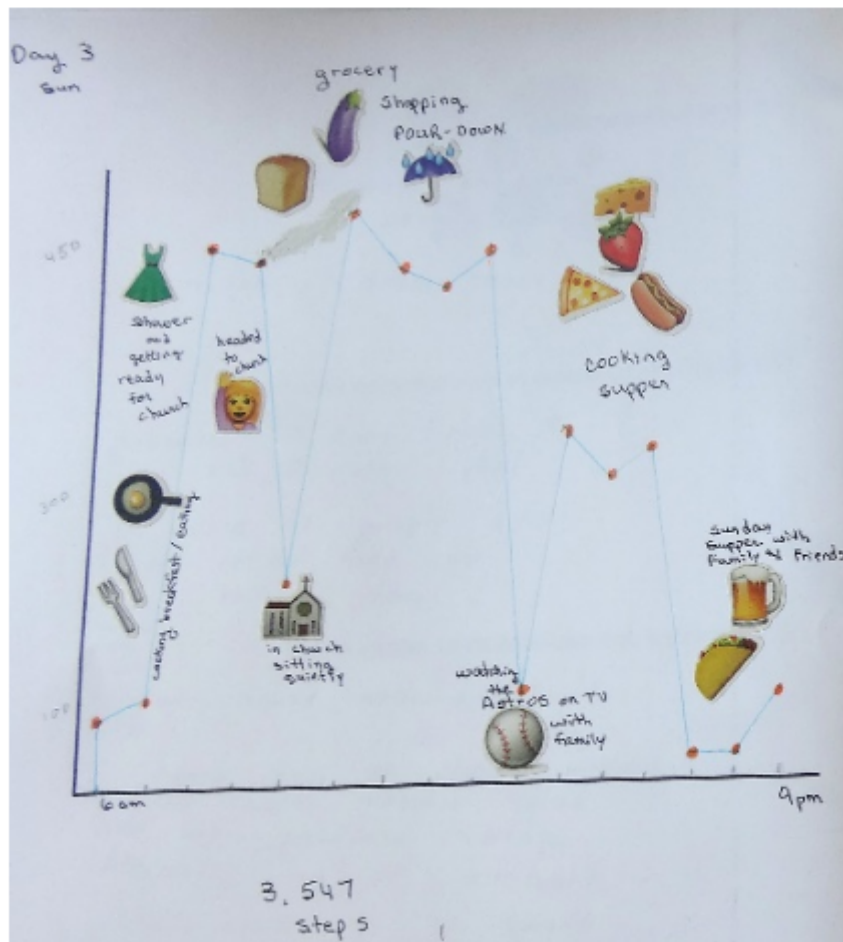 Day 3
Sun
grocery
Shopping
POUR-DOWN
450
Shower
and
getting
ready
for
church
headed
to
church
cooking
supper
300
cooking breakfast / eating
Sunday
Supper with
Family & Friends
in church
sitting
quietly
watching
the
Astros on TV
with
family
100
6am
9pm
3,547
steps